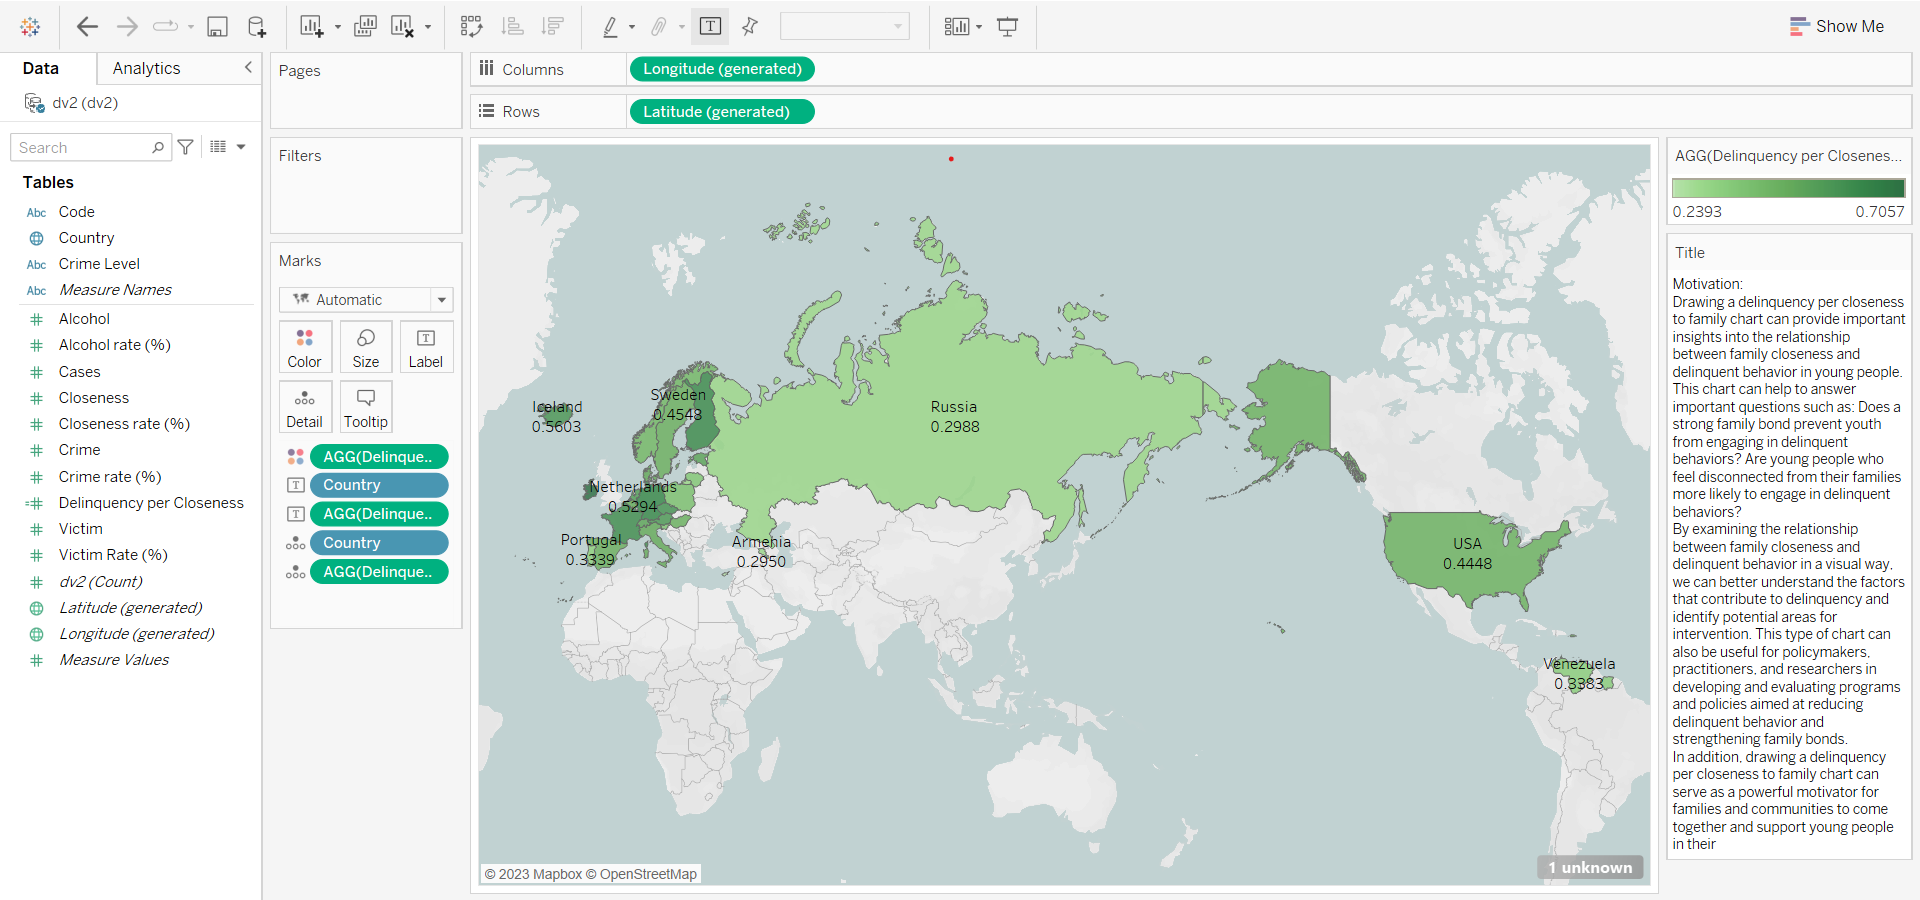 Show Me
Data
Analytics
dv2 (dv2)
Search
Tables
Abc Code
Country
Abc Crime Level
Abc Measure Names
Alcohol
Alcohol rate (%)
Cases
Closeness
Closeness rate (%)
Crime
Crime rate (%)
Delinquency per Closeness
Victim
Victim Rate (%)
dv2 (Count)
Latitude (generated)
Longitude (generated)
Measure Values
Pages
Filters
Marks
Automatic
Color
Size
Label
Detail
Tooltip
AGG(Delinque..
Country
AGG(Delinque..
Country
AGG(Delinque..
Columns
Longitude (generated)
Rows
Latitude (generated)
Iceland
0.5603
Sweden
0.4548
Russia
0.2988
Netherlands
0.5294
Portugal
0.3339
Armenia
0.2950
USA
0.4448
Venezuela
0.3383
© 2023 Mapbox © OpenStreetMap
1 unknown
AGG(Delinquency per Closenes...
0.2393
0.7057
Title
Motivation:
Drawing a delinquency per closeness
to family chart can provide important
insights into the relationship
between family closeness and
delinquent behavior in young people.
This chart can help to answer
important questions such as: Does a
strong family bond prevent youth
from engaging in delinquent
behaviors? Are young people who
feel disconnected from their families
more likely to engage in delinquent
behaviors?
By examining the relationship
between family closeness and
delinquent behavior in a visual way,
we can better understand the factors
that contribute to delinquency and
identify potential areas for
intervention. This type of chart can
also be useful for policymakers,
practitioners, and researchers in
developing and evaluating programs
and policies aimed at reducing
delinquent behavior and
strengthening family bonds.
In addition, drawing a delinquency
per closeness to family chart can
serve as a powerful motivator for
families and communities to come
together and support young people
in their